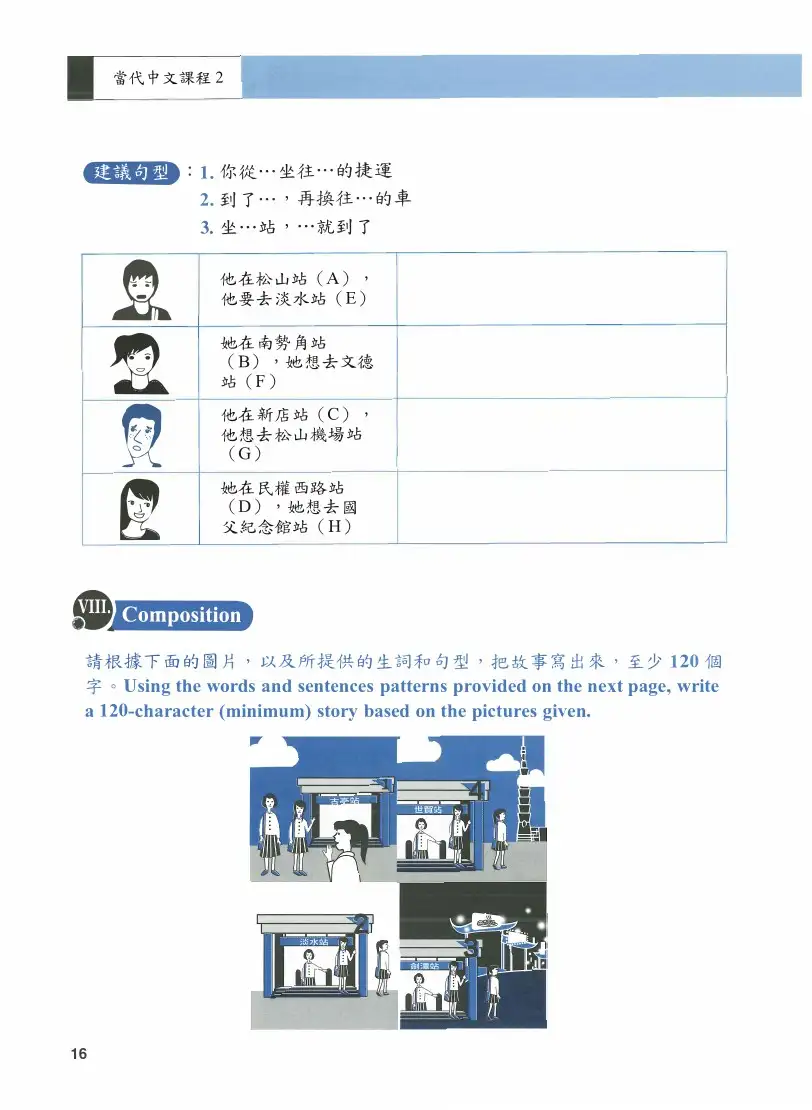 當代中文課程 2
建議句型：1. 你從…坐往…的捷運
2. 到了…，再換往…的車
3. 坐…站，…就到了
他在松山站（A），
他要去淡水站（E）
她在南勢角站
（B），她想去文德
站（F）
他在新店站（C），
他想去松山機場站
（G）
她在民權西路站
（D），她想去國
父紀念館站（H）
VIII. Composition
請根據下面的圖片，以及所提供的生詞和句型，把故事寫出來，至少 120 個
字。Using the words and sentences patterns provided on the next page, write
a 120-character (minimum) story based on the pictures given.
1
古亭站
4
世貿站
2
淡水站
3
劍潭站
16